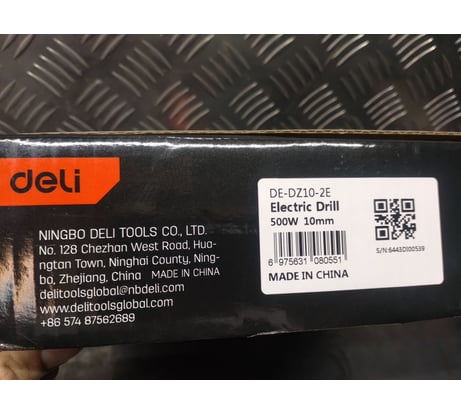 deli
NINGBO DELI TOOLS CO., LTD.
No. 128 Chezhan West Road, Hua-
ngtan Town, Ninghai County, Ning-
bo, Zhejiang, China MADE IN CHINA
delitoolsglobal@nbdeli.com
delitoolsglobal.com
+86 574 87562689
DE-DZ10-2E
Electric Drill
500W 10mm
6 975631 080551
MADE IN CHINA
S/N:6443DI00539